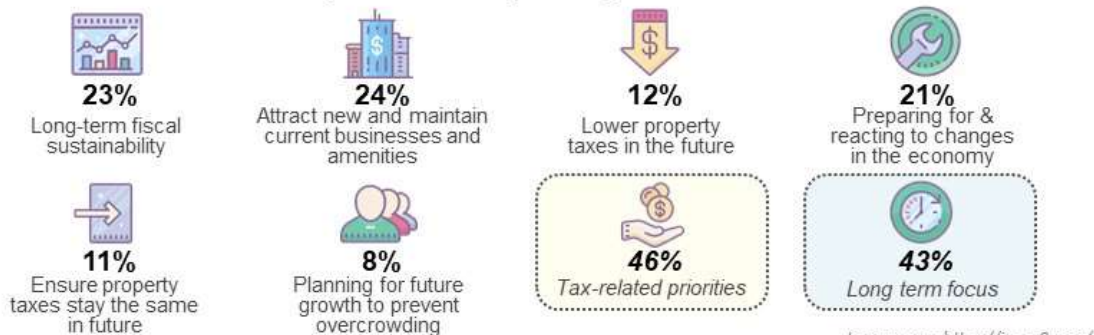 23%
Long-term fiscal
sustainability
24%
Attract new and maintain
current businesses and
amenities
12%
Lower property
taxes in the future
21%
Preparing for &
reacting to changes
in the economy
11%
Ensure property
taxes stay the same
in future
8%
Planning for future
growth to prevent
overcrowding
46%
Tax-related priorities
43%
Long term focus